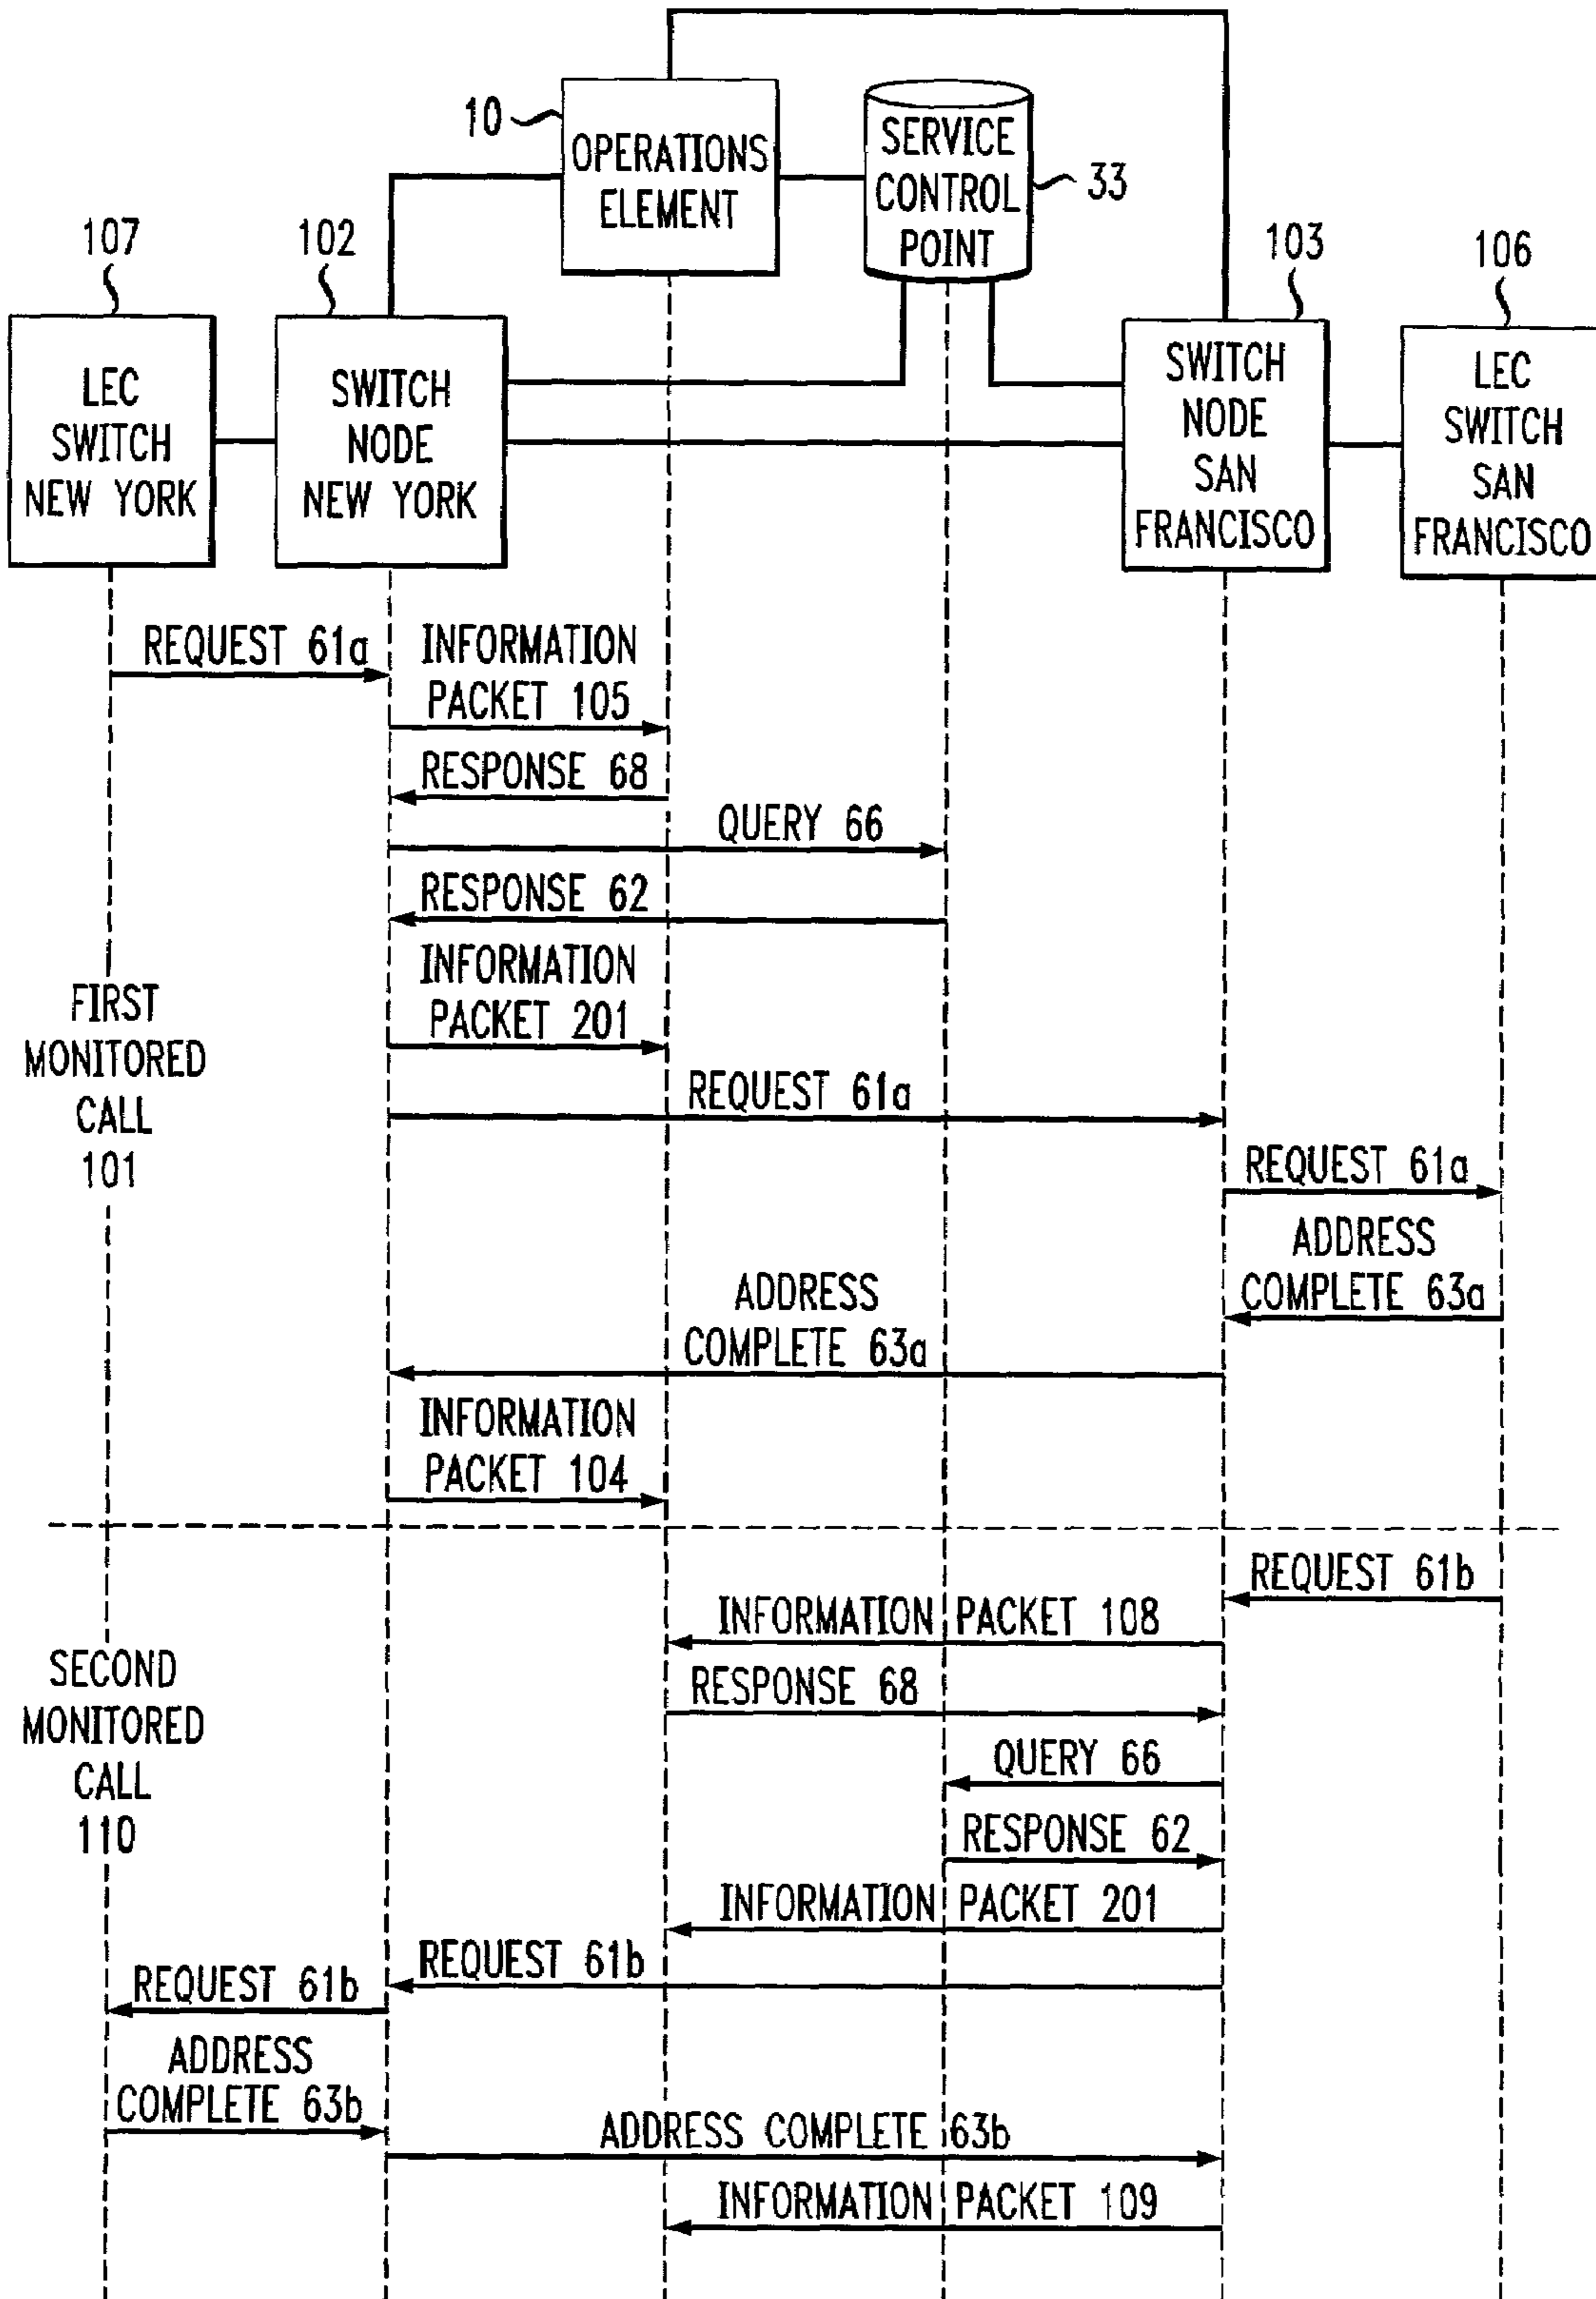 10
OPERATIONS
ELEMENT
SERVICE
CONTROL
POINT
33
107
102
103
106
LEC
SWITCH
NEW YORK
SWITCH
NODE
NEW YORK
SWITCH
NODE
SAN
FRANCISCO
LEC
SWITCH
SAN
FRANCISCO
REQUEST 61a
INFORMATION
PACKET 105
RESPONSE 68
QUERY 66
RESPONSE 62
INFORMATION
PACKET 201
FIRST
MONITORED
CALL
101
REQUEST 61a
REQUEST 61a
ADDRESS
COMPLETE 63a
ADDRESS
COMPLETE 63a
INFORMATION
PACKET 104
REQUEST 61b
INFORMATION PACKET 108
SECOND
MONITORED
CALL
110
RESPONSE 68
QUERY 66
RESPONSE 62
INFORMATION PACKET 201
REQUEST 61b
REQUEST 61b
ADDRESS
COMPLETE 63b
ADDRESS COMPLETE 63b
INFORMATION PACKET 109